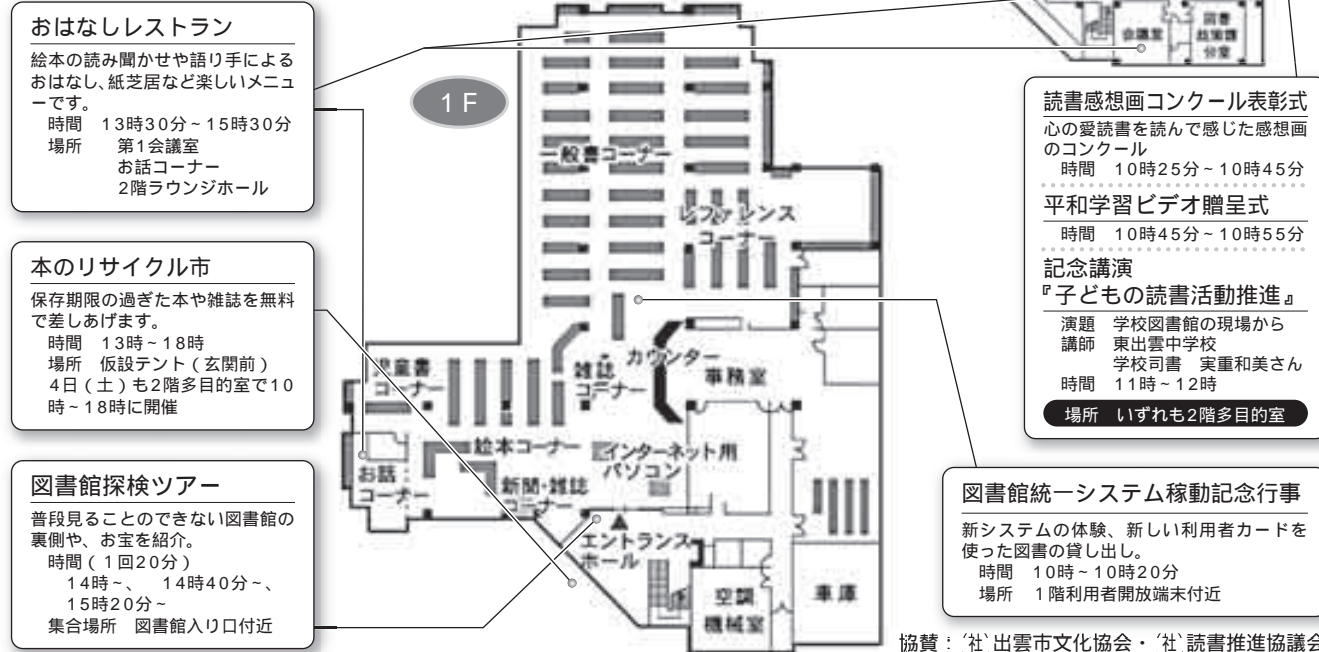 おはなしレストラン
絵本の読み聞かせや語り手による
おはなし、紙芝居など楽しいメニュ
ーです。
時間 13時30分~15時30分
場所 第1会議室
お話コーナー
2階ラウンジホール
本のリサイクル市
保存期限の過ぎた本や雑誌を無料
で差しあげます。
時間 13時~18時
場所 仮設テント(玄関前)
4日(土)も2階多目的室で10
時~18時に開催
図書館探検ツアー
普段見ることのできない図書館の
裏側や、お宝を紹介。
時間(1回20分)
14時~、 14時40分~、
15時20分~
集合場所 図書館入り口付近
1F
一般書コーナー
レファレンス
コーナー
児童書
コーナー
雑誌
コーナー
カウンター
事務室
絵本コーナー
インターネット用
パソコン
お話
コーナー
新聞・雑誌
コーナー
エントランス
ホール
空調
機械室
車庫
会議室
図書
分室
読書感想画コンクール表彰式
心の愛読書を読んで感じた感想画
のコンクール
時間 10時25分~10時45分
平和学習ビデオ贈呈式
時間 10時45分~10時55分
記念講演
『子どもの読書活動推進』
演題 学校図書館の現場から
講師 東出雲中学校
学校司書 実重和美さん
時間 11時~12時
場所 いずれも2階多目的室
図書館統一システム稼動記念行事
新システムの体験、新しい利用者カードを
使った図書の貸し出し。
時間 10時~10時20分
場所 1階利用者開放端末付近
協賛:(社)出雲市文化協会・(社)読書推進協議会